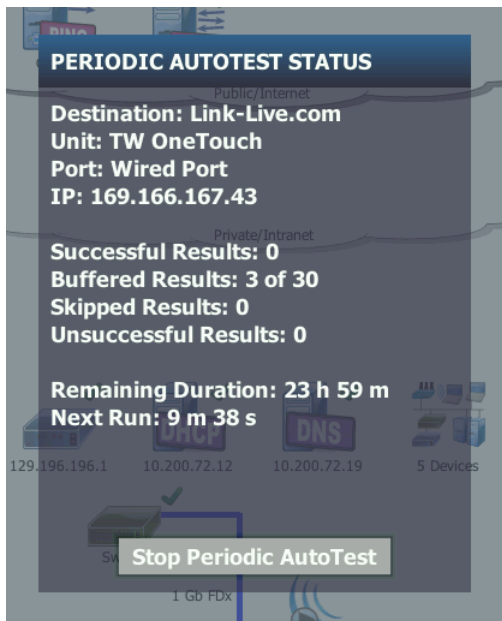 PING
PERIODIC AUTOTEST STATUS
Public/Internet
Destination: Link-Live.com
Unit: TW OneTouch
Port: Wired Port
IP: 169.166.167.43
Private/Intranet
Successful Results: 0
Buffered Results: 3 of 30
Skipped Results: 0
Unsuccessful Results: 0
Remaining Duration: 23 h 59 m
Next Run: 9 m 38 s
DHCP DNS
129.196.196.1 10.200.72.12 10.200.72.19 5 Devices
Stop Periodic AutoTest
1 Gb FDx